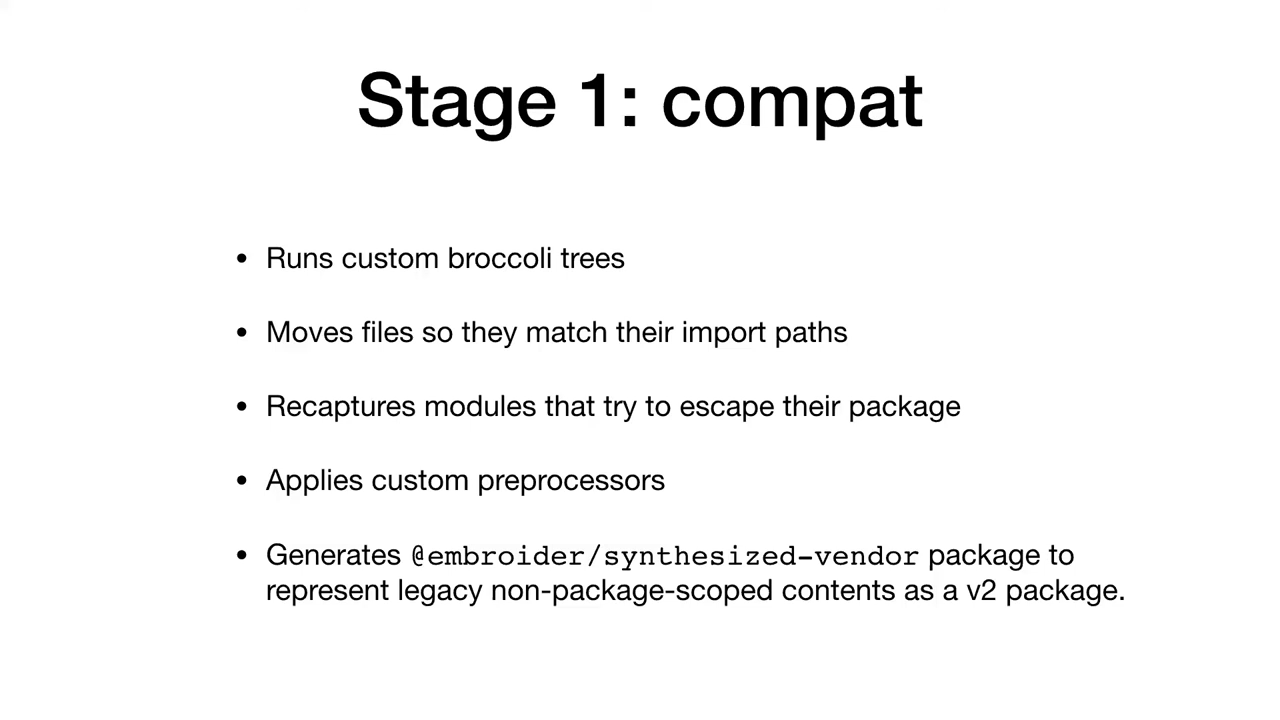 Stage 1: compat
• Runs custom broccoli trees
• Moves files so they match their import paths
• Recaptures modules that try to escape their package
• Applies custom preprocessors
• Generates @embroider/synthesized-vendor package to
represent legacy non-package-scoped contents as a v2 package.